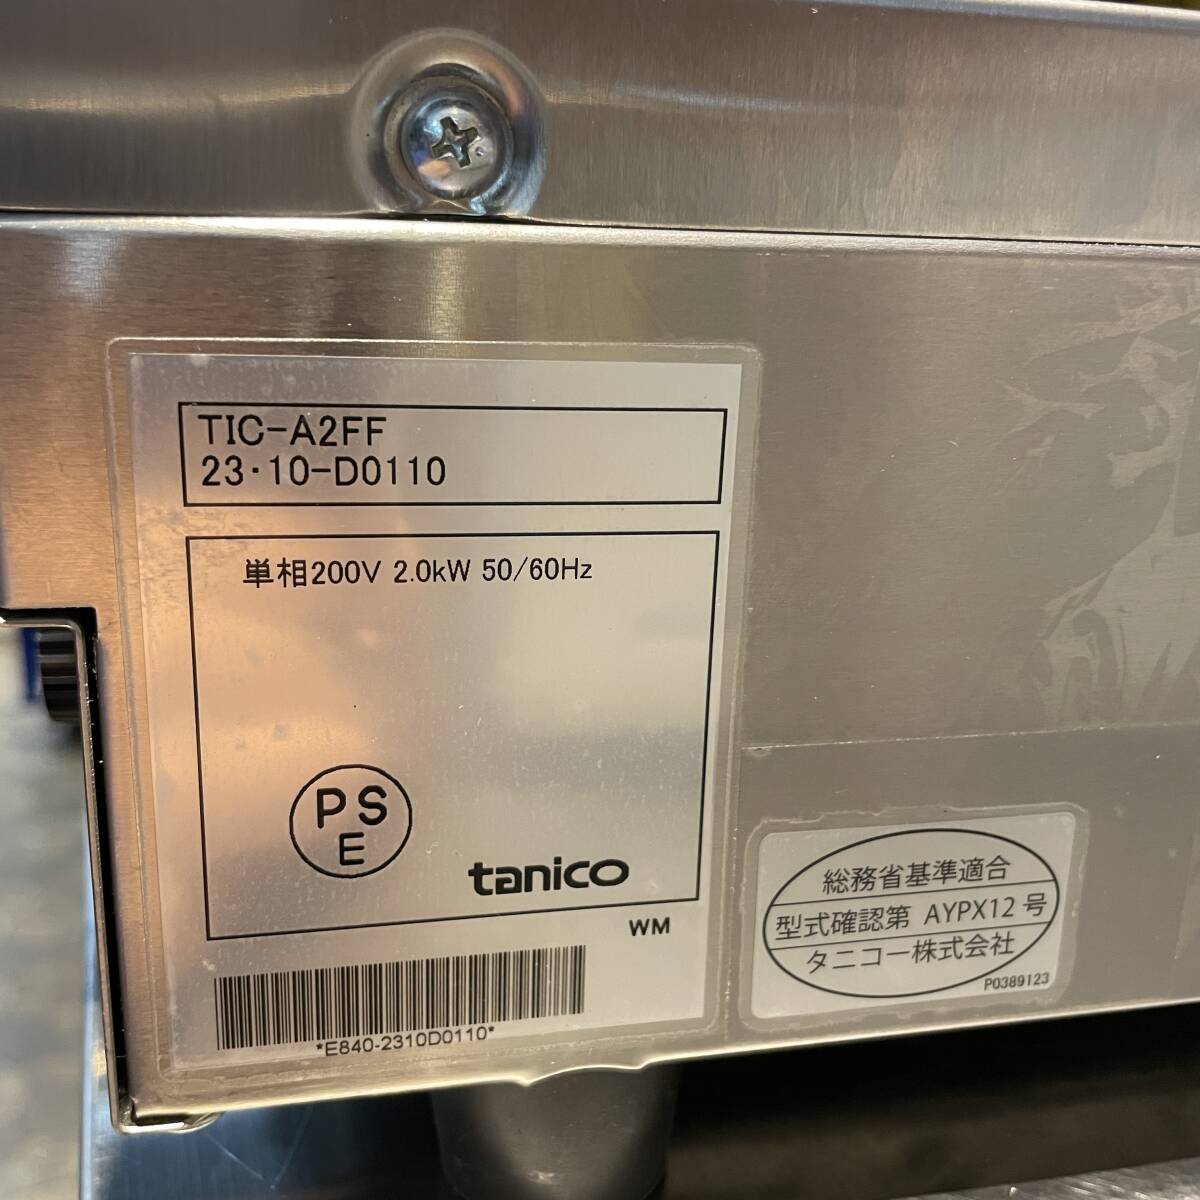 TIC-A2FF
23・10-D0110
単相200V 2.0kW 50/60Hz
PS
E
tanico
WM
*E840-2310D0110*
総務省基準適合
型式確認第 AYPX12 号
タニコー株式会社
P0389123